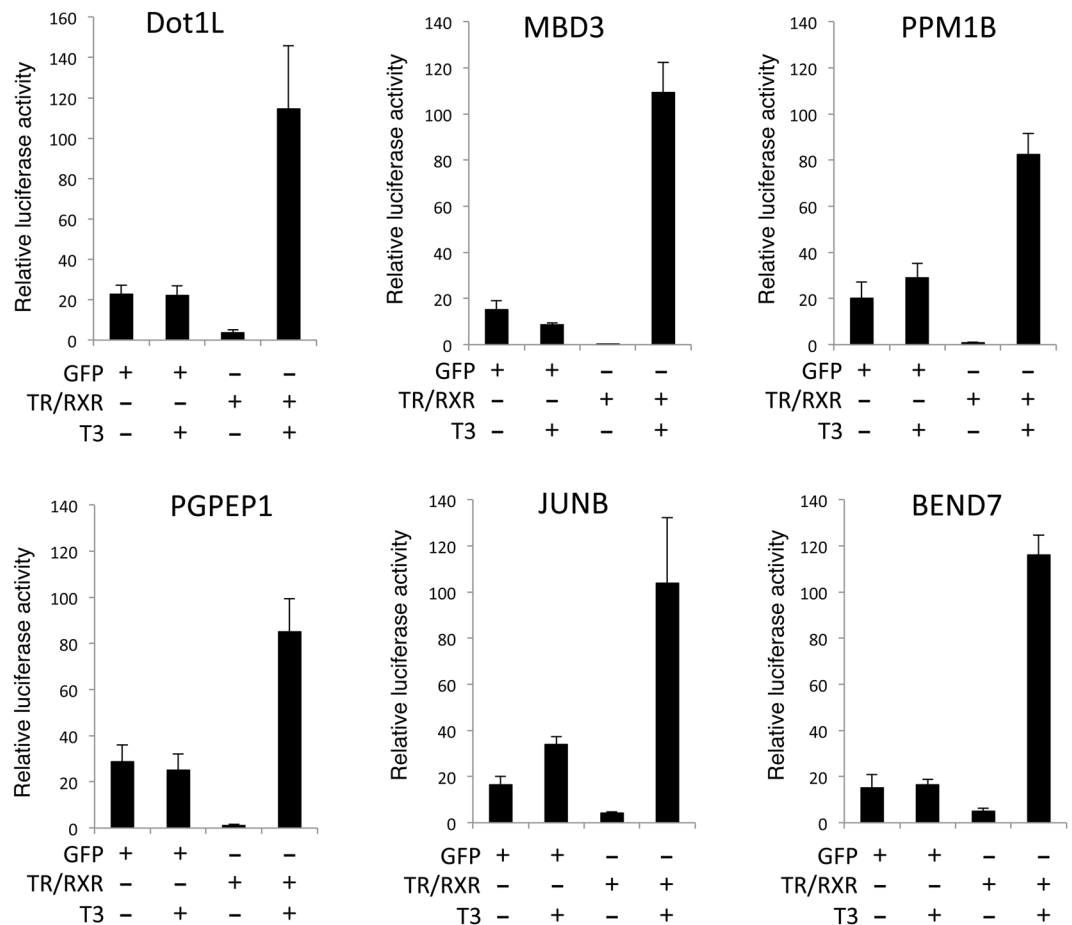 Dot1L
Relative luciferase activity
160
140
120
100
80
60
40
20
0
GFP + + – –
TR/RXR – – + +
T3 – + – +
MBD3
Relative luciferase activity
140
120
100
80
60
40
20
0
GFP + + – –
TR/RXR – – + +
T3 – + – +
PPM1B
Relative luciferase activity
140
120
100
80
60
40
20
0
GFP + + – –
TR/RXR – – + +
T3 – + – +
PGPEP1
Relative luciferase activity
140
120
100
80
60
40
20
0
GFP + + – –
TR/RXR – – + +
T3 – + – +
JUNB
Relative luciferase activity
140
120
100
80
60
40
20
0
GFP + + – –
TR/RXR – – + +
T3 – + – +
BEND7
Relative luciferase activity
140
120
100
80
60
40
20
0
GFP + + – –
TR/RXR – – + +
T3 – + – +